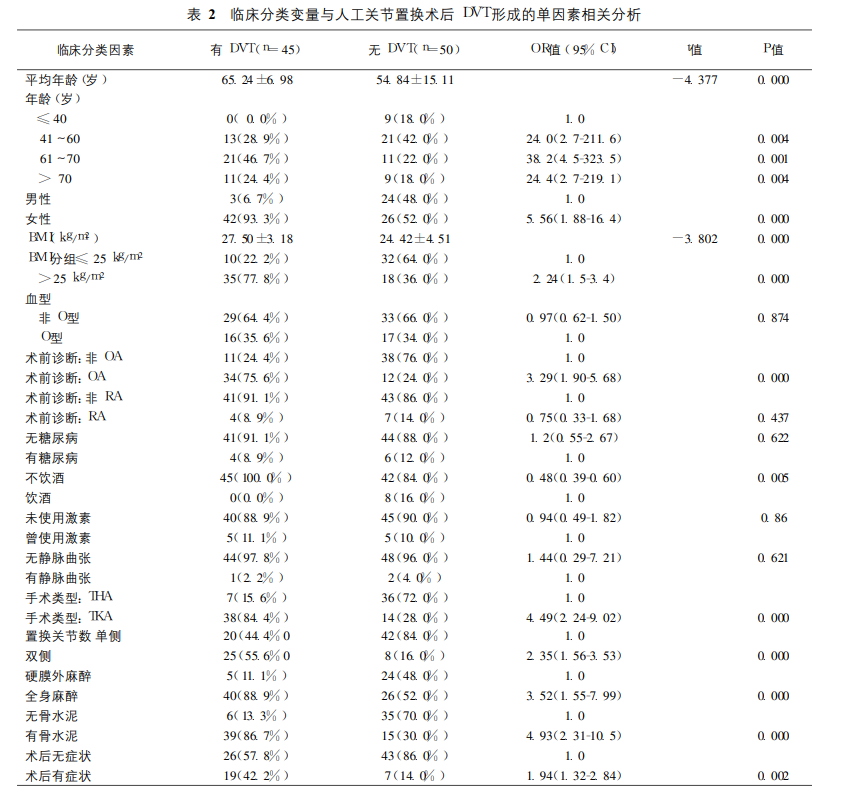 表 2 临床分类变量与人工关节置换术后 DVT形成的单因素相关分析
临床分类因素 有 DVT(n=45) 无 DVT(n=50) OR值(95% CI) t值 P值
平均年龄(岁) 65.24±6.98 54.84±15.11 -4.377 0.000
年龄(岁)
≤40 0(0.0%) 9(18.0%) 1.0
41~60 13(28.9%) 21(42.0%) 24.0(2.7-211.6) 0.004
61~70 21(46.7%) 11(22.0%) 38.2(4.5-323.5) 0.001
> 70 11(24.4%) 9(18.0%) 24.4(2.7-219.1) 0.004
男性 3(6.7%) 24(48.0%) 1.0
女性 42(93.3%) 26(52.0%) 5.56(1.88-16.4) 0.000
BMI(kg/m²) 27.50±3.18 24.42±4.51 -3.802 0.000
BMI分组≤25 kg/m² 10(22.2%) 32(64.0%) 1.0
>25 kg/m² 35(77.8%) 18(36.0%) 2.24(1.5-3.4) 0.000
血型
非 O型 29(64.4%) 33(66.0%) 0.97(0.62-1.50) 0.874
O型 16(35.6%) 17(34.0%) 1.0
术前诊断:非 OA 11(24.4%) 38(76.0%) 1.0
术前诊断:OA 34(75.6%) 12(24.0%) 3.29(1.90-5.68) 0.000
术前诊断:非 RA 41(91.1%) 43(86.0%) 1.0
术前诊断:RA 4(8.9%) 7(14.0%) 0.75(0.33-1.68) 0.437
无糖尿病 41(91.1%) 44(88.0%) 1.2(0.55-2.67) 0.622
有糖尿病 4(8.9%) 6(12.0%) 1.0
不饮酒 45(100.0%) 42(84.0%) 0.48(0.39-0.60) 0.005
饮酒 0(0.0%) 8(16.0%) 1.0
未使用激素 40(88.9%) 45(90.0%) 0.94(0.49-1.82) 0.86
曾使用激素 5(11.1%) 5(10.0%) 1.0
无静脉曲张 44(97.8%) 48(96.0%) 1.44(0.29-7.21) 0.621
有静脉曲张 1(2.2%) 2(4.0%) 1.0
手术类型:THA 7(15.6%) 36(72.0%) 1.0
手术类型:TKA 38(84.4%) 14(28.0%) 4.49(2.24-9.02) 0.000
置换关节数 单侧 20(44.4%0 42(84.0%) 1.0
双侧 25(55.6%0 8(16.0%) 2.35(1.56-3.53) 0.000
硬膜外麻醉 5(11.1%) 24(48.0%) 1.0
全身麻醉 40(88.9%) 26(52.0%) 3.52(1.55-7.99) 0.000
无骨水泥 6(13.3%) 35(70.0%) 1.0
有骨水泥 39(86.7%) 15(30.0%) 4.93(2.31-10.5) 0.000
术后无症状 26(57.8%) 43(86.0%) 1.0
术后有症状 19(42.2%) 7(14.0%) 1.94(1.32-2.84) 0.002